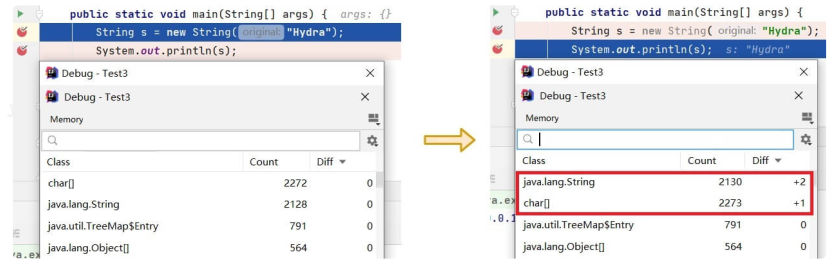 public static void main(String[] args) { args: {}
String s = new String( original: "Hydra");
System.out.println(s);
Debug - Test3
Debug - Test3
Memory
Class Count Diff
char[] 2272 0
java.lang.String 2128 0
java.util.TreeMap$Entry 791 0
java.lang.Object[] 564 0
public static void main(String[] args) {
String s = new String( original: "Hydra");
System.out.println(s); s: "Hydra"
Debug - Test3
Debug - Test3
Memory
Class Count Diff
java.lang.String 2130 +2
char[] 2273 +1
java.util.TreeMap$Entry 791 0
java.lang.Object[] 564 0